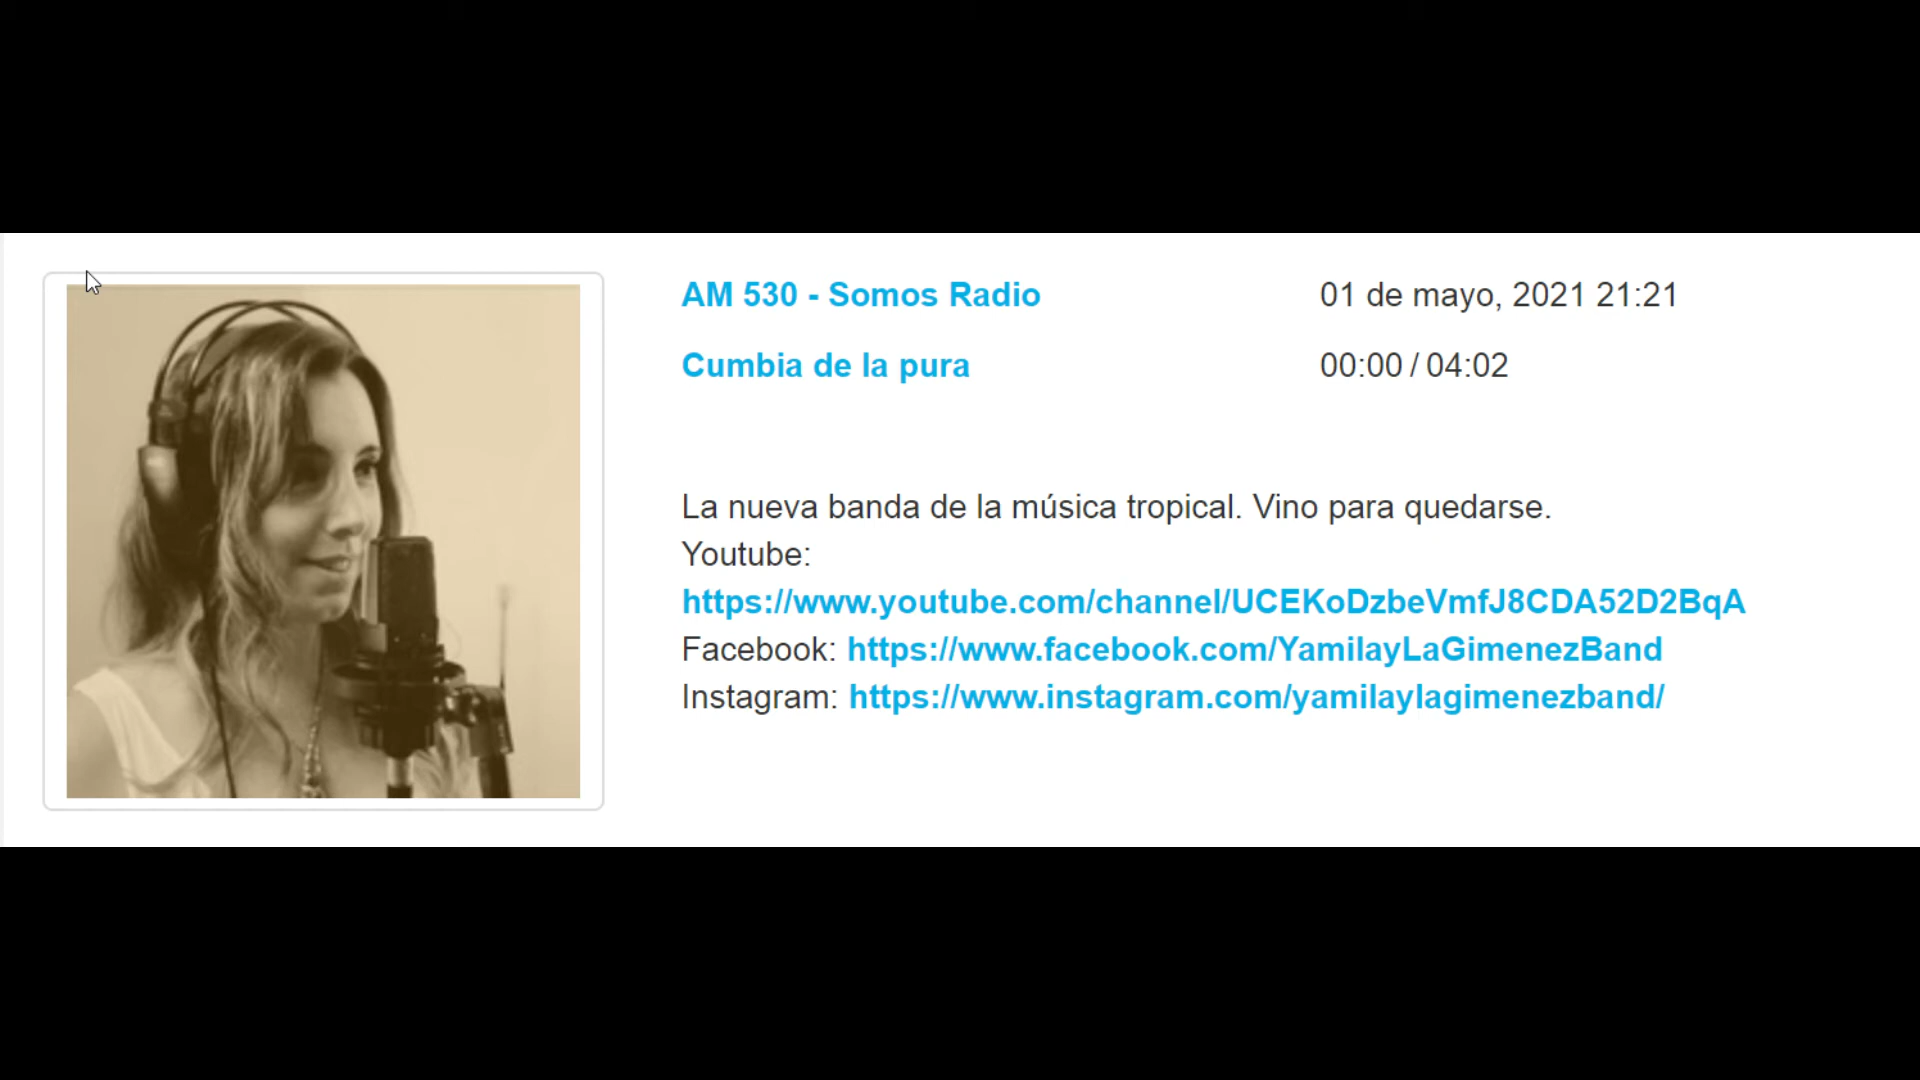 AM 530 - Somos Radio
01 de mayo, 2021 21:21
Cumbia de la pura
00:00 / 04:02
La nueva banda de la música tropical. Vino para quedarse.
Youtube:
https://www.youtube.com/channel/UCEKoDzbeVmfJ8CDA52D2BqA
Facebook: https://www.facebook.com/YamilayLaGimenezBand
Instagram: https://www.instagram.com/yamilaylagimenezband/